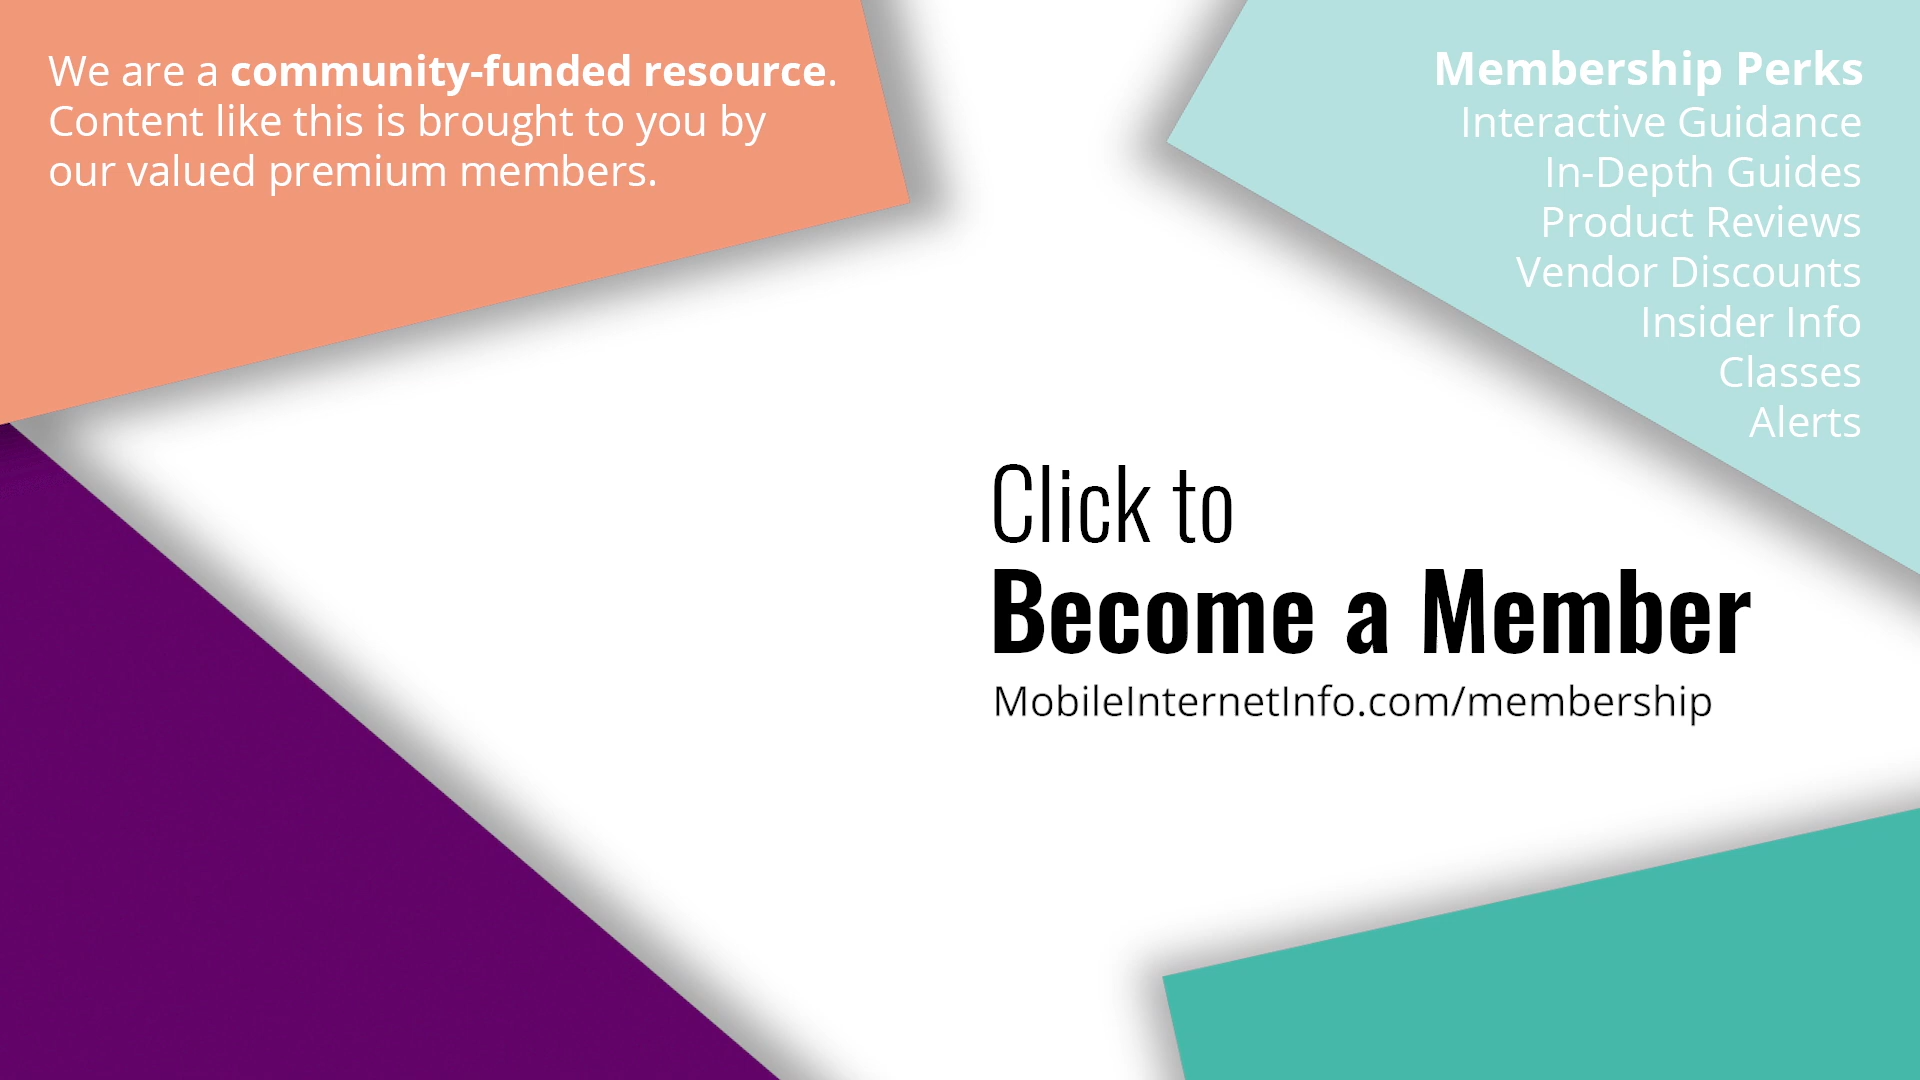 We are a community-funded resource.
Content like this is brought to you by
our valued premium members.
Membership Perks
Interactive Guidance
In-Depth Guides
Product Reviews
Vendor Discounts
Insider Info
Classes
Alerts
Click to
Become a Member
MobileInternetInfo.com/membership